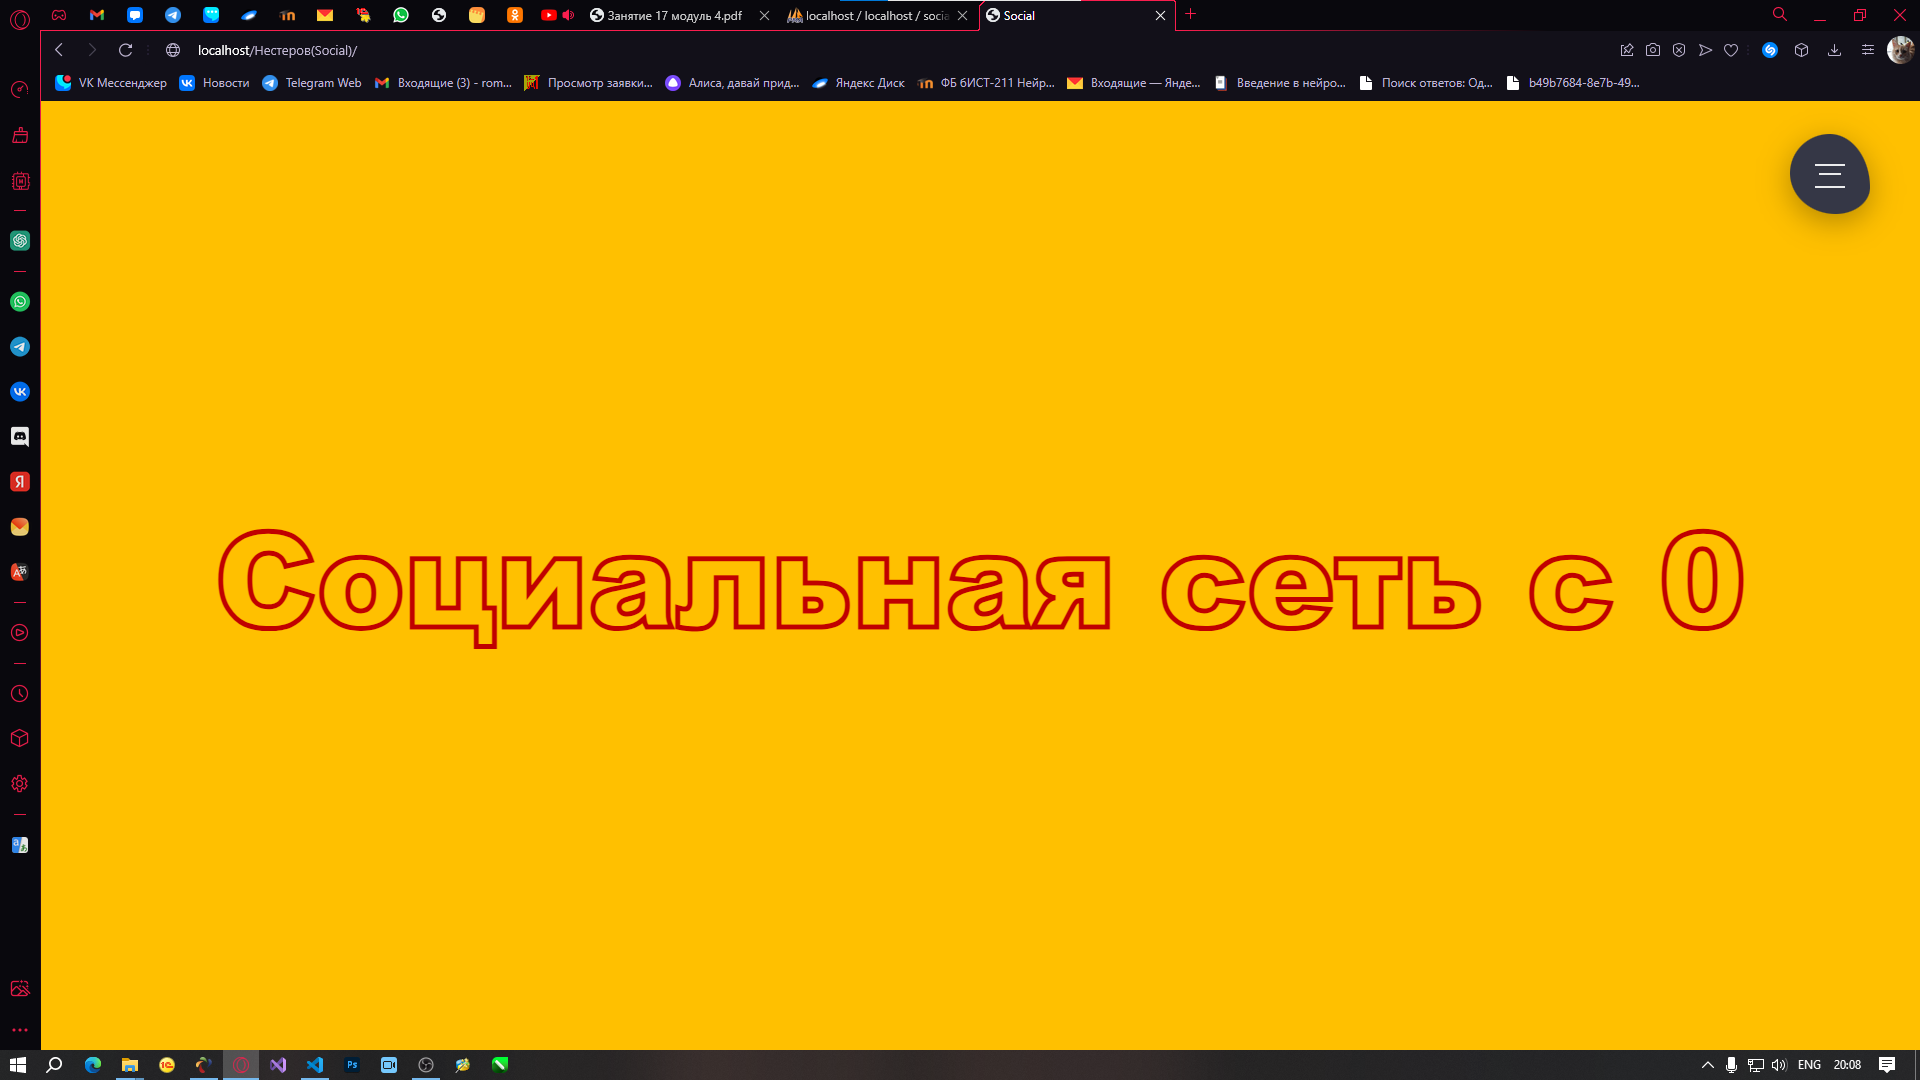 Занятие 17 модуль 4.pdf
localhost / localhost / socia
Social
localhost/Нестеров(Social)/
VK Мессенджер
Новости
Telegram Web
Входящие (3) - rom...
Просмотр заявки...
Алиса, давай прид...
Яндекс Диск
ФБ бИСТ-211 Нейр...
Входящие — Янде...
Введение в нейро...
Поиск ответов: Од...
b49b7684-8e7b-49...
Социальная сеть с 0
ENG
20:08